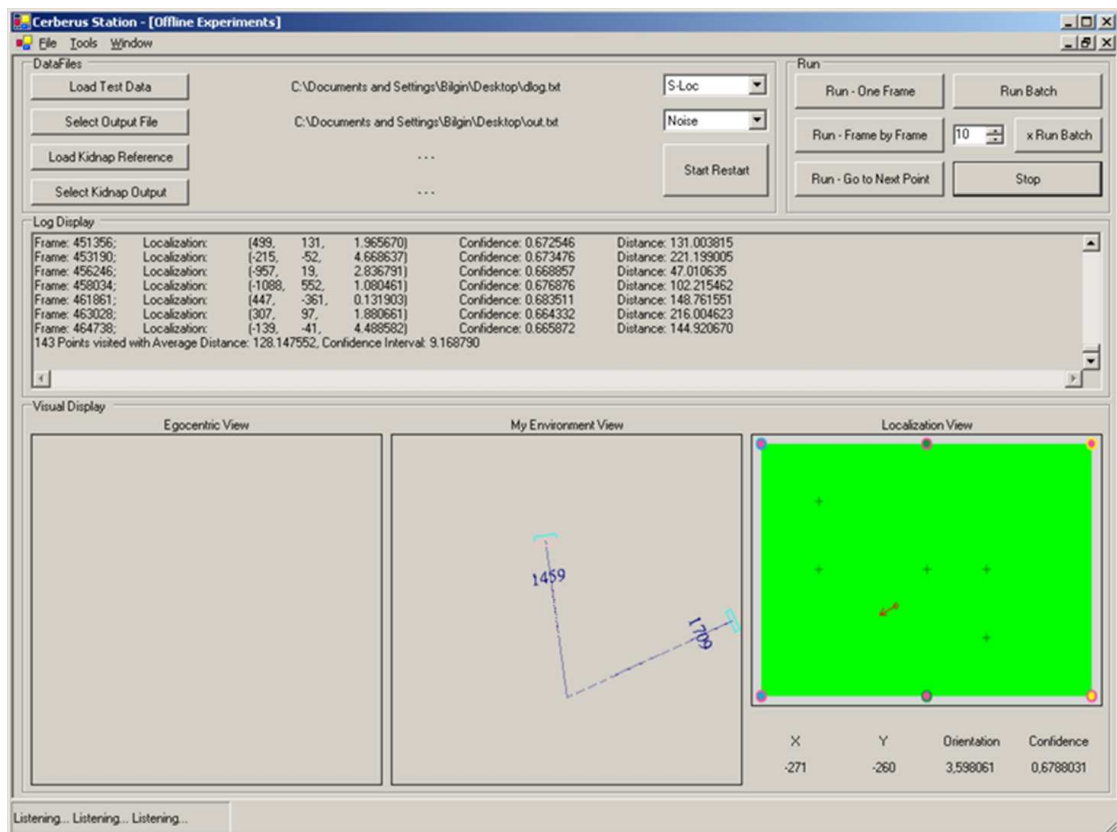 Cerberus Station - [Offline Experiments]
File Tools Window
DataFiles
Load Test Data C:\Documents and Settings\Bilgin\Desktop\dlog.txt S-Loc
Select Output File C:\Documents and Settings\Bilgin\Desktop\out.txt Noise
Load Kidnap Reference ...
Start Restart
Select Kidnap Output ...
Run
Run - One Frame Run Batch
Run - Frame by Frame 10 x Run Batch
Run - Go to Next Point Stop
Log Display
Frame: 451356; Localization: (499, 131, 1.965670) Confidence: 0.672546 Distance: 131.003815
Frame: 453190; Localization: (-215, -52, 4.668637) Confidence: 0.673476 Distance: 221.199005
Frame: 456246; Localization: (-957, 19, 2.836791) Confidence: 0.668857 Distance: 47.010635
Frame: 458034; Localization: (-1088, 552, 1.080461) Confidence: 0.676876 Distance: 102.215462
Frame: 461861; Localization: (447, -361, 0.131903) Confidence: 0.683511 Distance: 148.761551
Frame: 463028; Localization: (307, 97, 1.880661) Confidence: 0.664332 Distance: 216.004623
Frame: 464738; Localization: (-139, -41, 4.488582) Confidence: 0.665872 Distance: 144.920670
143 Points visited with Average Distance: 128.147552, Confidence Interval: 9.168790
Visual Display
Egocentric View My Environment View Localization View
1459
1709
X Y Orientation Confidence
-271 -260 3,598061 0,6788031
Listening... Listening... Listening...